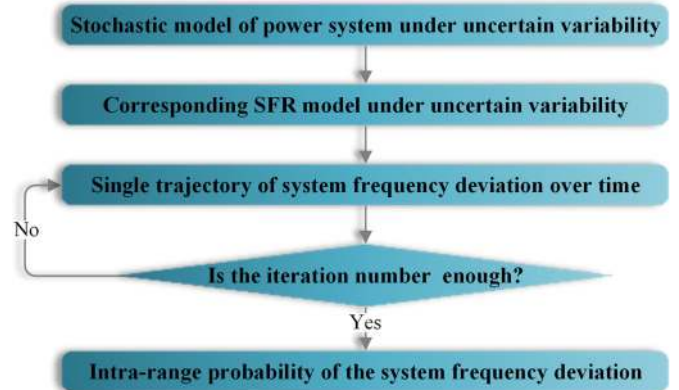 Stochastic model of power system under uncertain variability
Corresponding SFR model under uncertain variability
Single trajectory of system frequency deviation over time
No
Is the iteration number enough?
Yes
Intra-range probability of the system frequency deviation